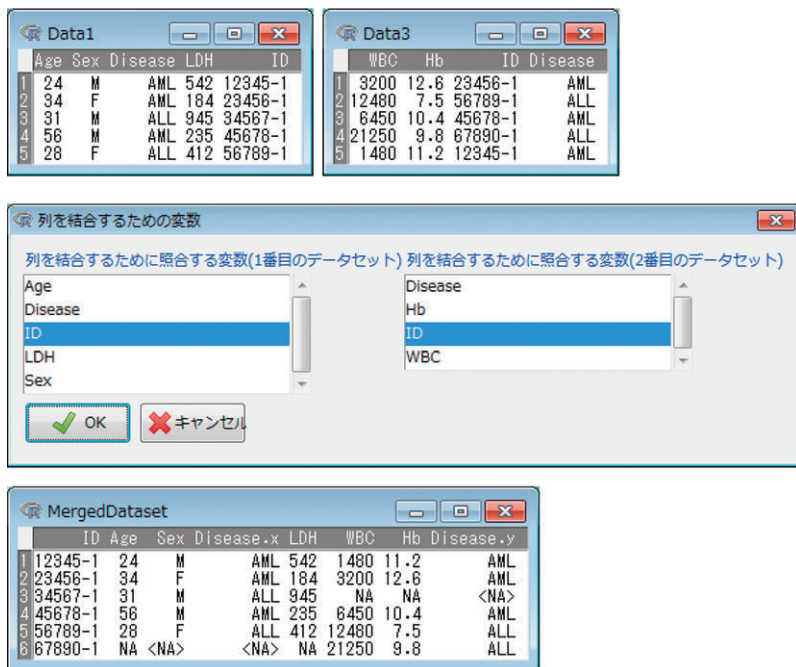 Data1
Age Sex Disease LDH ID
1 24 M AML 542 12345-1
2 34 F AML 184 23456-1
3 31 M ALL 945 34567-1
4 56 M AML 235 45678-1
5 28 F ALL 412 56789-1
Data3
WBC Hb ID Disease
1 3200 12.6 23456-1 AML
2 12480 7.5 56789-1 ALL
3 6450 10.4 45678-1 AML
4 21250 9.8 67890-1 ALL
5 1480 11.2 12345-1 AML
列を結合するための変数
列を結合するために照合する変数(1番目のデータセット) 列を結合するために照合する変数(2番目のデータセット)
Age
Disease
ID
LDH
Sex
Disease
Hb
ID
WBC
OK キャンセル
MergedDataset
ID Age Sex Disease.x LDH WBC Hb Disease.y
1 12345-1 24 M AML 542 1480 11.2 AML
2 23456-1 34 F AML 184 3200 12.6 AML
3 34567-1 31 M ALL 945 NA NA <NA>
4 45678-1 56 M AML 235 6450 10.4 AML
5 56789-1 28 F ALL 412 12480 7.5 ALL
6 67890-1 NA <NA> <NA> NA 21250 9.8 ALL